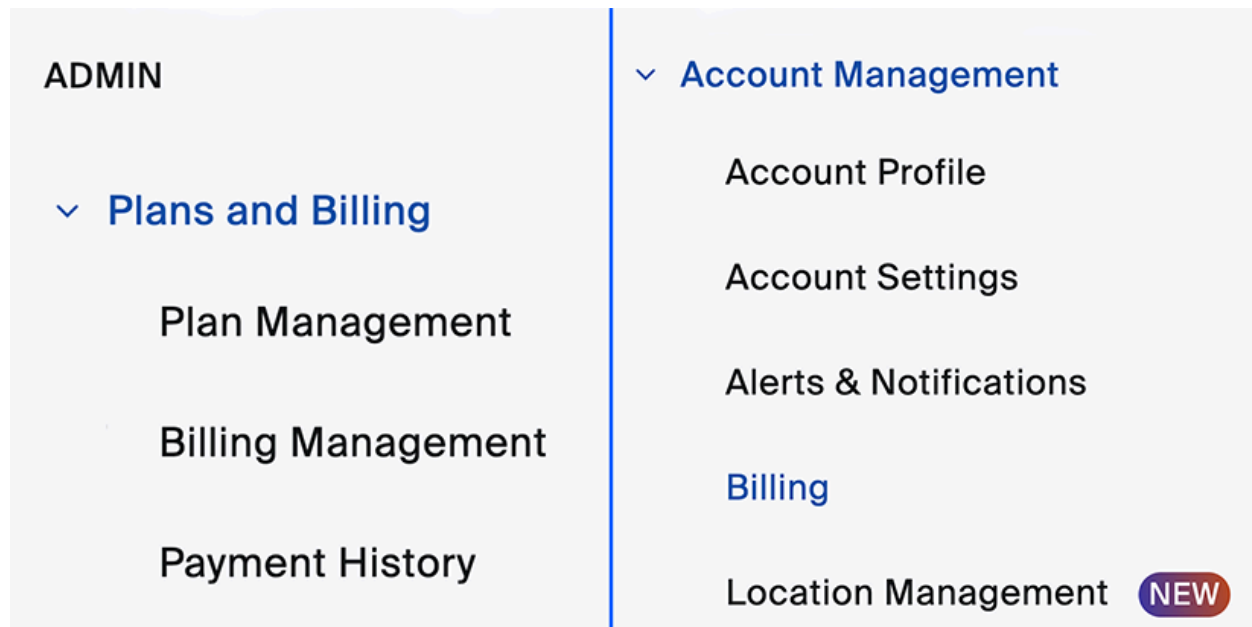 ADMIN
Plans and Billing
Plan Management
Billing Management
Payment History
Account Management
Account Profile
Account Settings
Alerts & Notifications
Billing
Location Management NEW